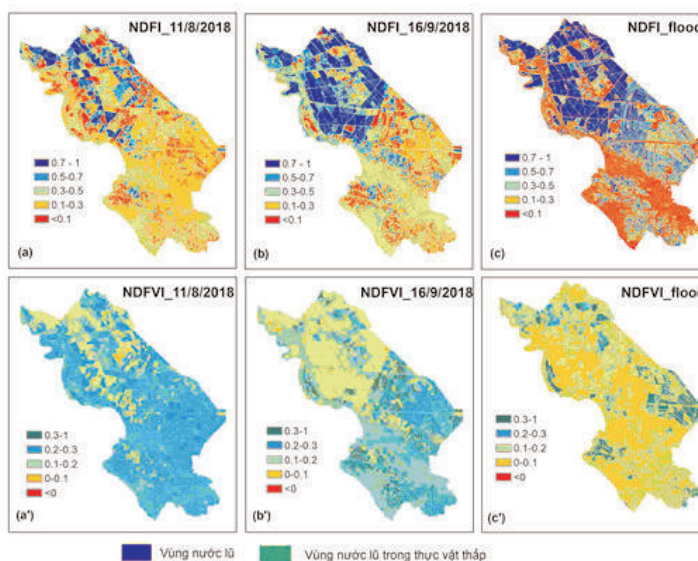 NDFI_11/8/2018
0.7 - 1
0.5-0.7
0.3-0.5
0.1-0.3
<0.1
(a)
NDFI_16/9/2018
0.7 - 1
0.5-0.7
0.3-0.5
0.1-0.3
<0.1
(b)
NDFI_flood
0.7 - 1
0.5-0.7
0.3-0.5
0.1-0.3
<0.1
(c)
NDFVI_11/8/2018
0.3-1
0.2-0.3
0.1-0.2
0-0.1
<0
(a')
NDFVI_16/9/2018
0.3-1
0.2-0.3
0.1-0.2
0-0.1
<0
(b')
NDFVI_flood
0.3-1
0.2-0.3
0.1-0.2
0-0.1
<0
(c')
Vùng nước lũ
Vùng nước lũ trong thực vật thấp